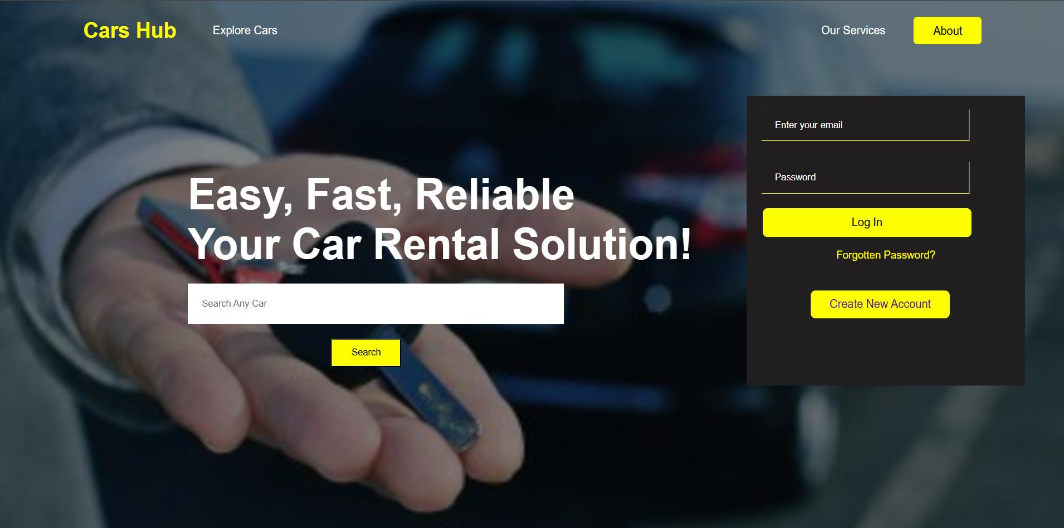 Cars Hub
Explore Cars
Our Services
About
Enter your email
Password
Log In
Forgotten Password?
Create New Account
Easy, Fast, Reliable
Your Car Rental Solution!
Search Any Car
Search